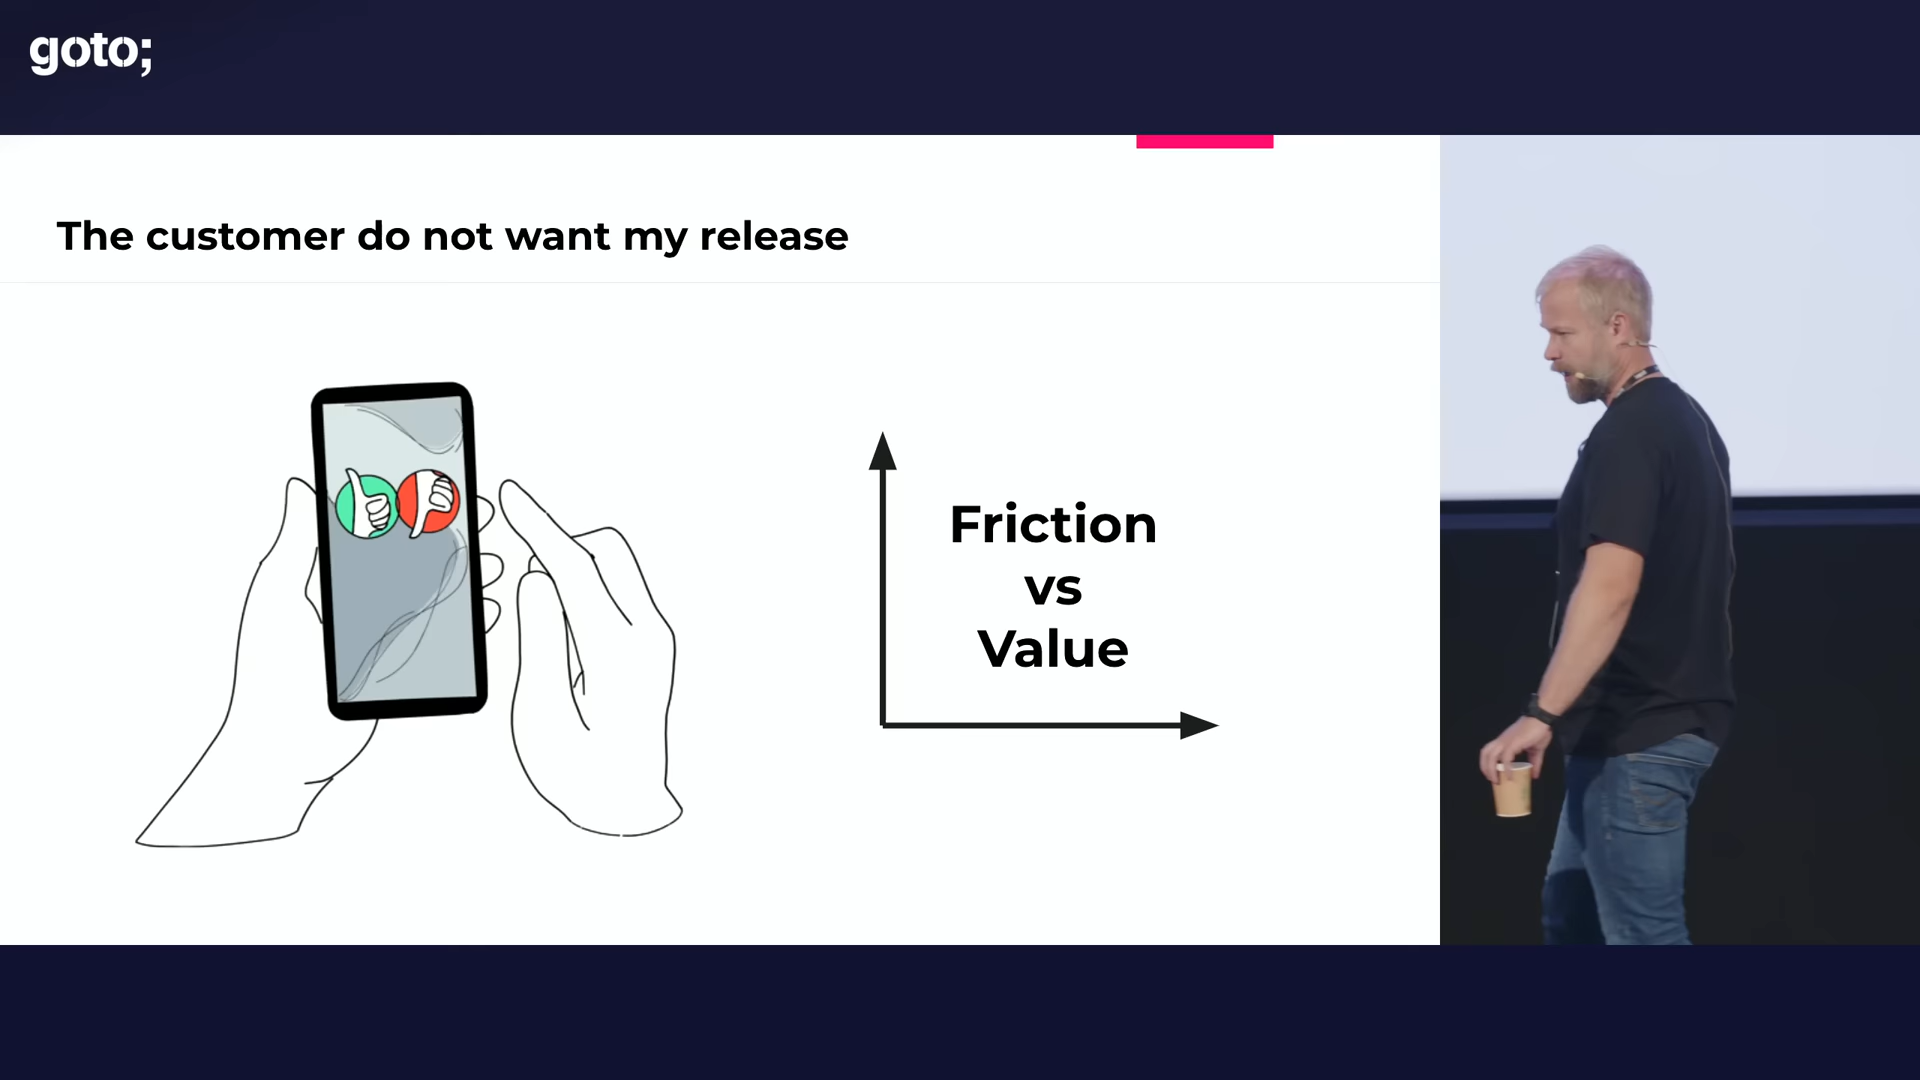 goto;
The customer do not want my release
Friction
vs
Value